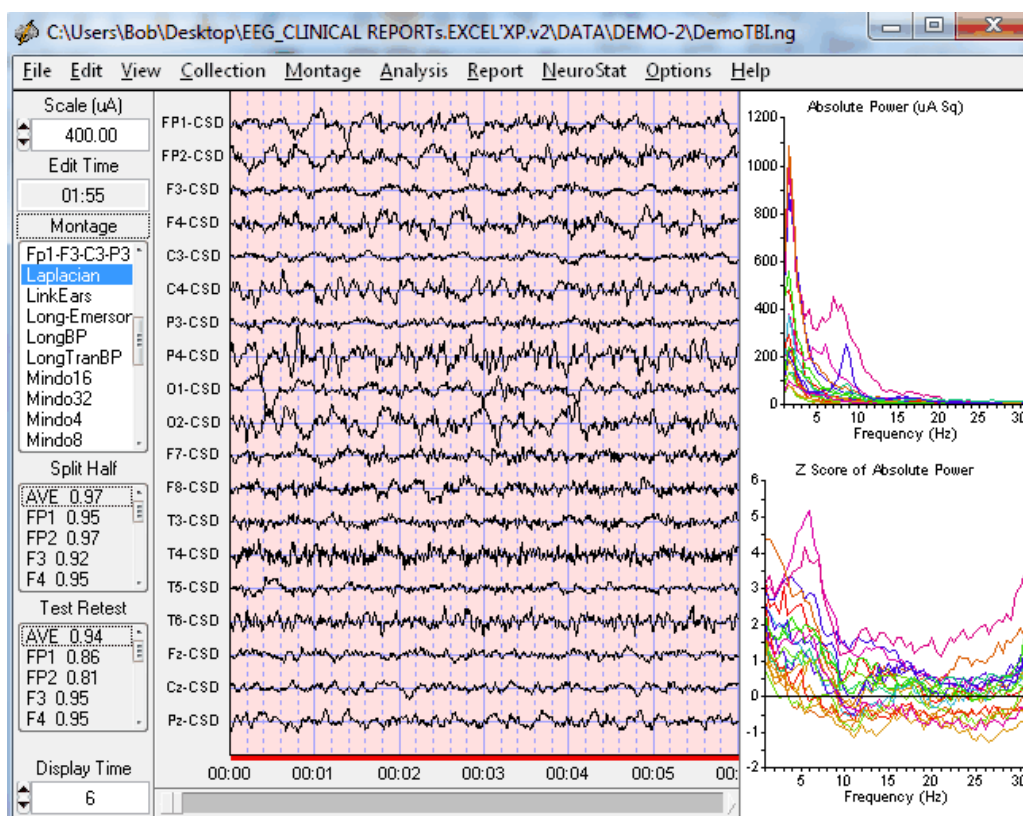 C:\Users\Bob\Desktop\EEG_CLINICAL REPORTs.EXCEL'XP.v2\DATA\DEMO-2\DemoTBI.ng
File Edit View Collection Montage Analysis Report NeuroStat Options Help
Scale (uA)
400.00
Edit Time
01:55
Montage
Fp1-F3-C3-P3
Laplacian
LinkEars
Long-Emerson
LongBP
LongTranBP
Mindo16
Mindo32
Mindo4
Mindo8
Split Half
AVE 0.97
FP1 0.95
FP2 0.97
F3 0.92
F4 0.95
Test Retest
AVE 0.94
FP1 0.86
FP2 0.81
F3 0.95
F4 0.95
Display Time
6
FP1-CSD
FP2-CSD
F3-CSD
F4-CSD
C3-CSD
C4-CSD
P3-CSD
P4-CSD
O1-CSD
O2-CSD
F7-CSD
F8-CSD
T3-CSD
T4-CSD
T5-CSD
T6-CSD
Fz-CSD
Cz-CSD
Pz-CSD
00:00 00:01 00:02 00:03 00:04 00:05 00:
Absolute Power (uA Sq)
1200
1000
800
600
400
200
0
5 10 15 20 25 30
Frequency (Hz)
Z Score of Absolute Power
6
5
4
3
2
1
0
-1
-2
5 10 15 20 25 30
Frequency (Hz)